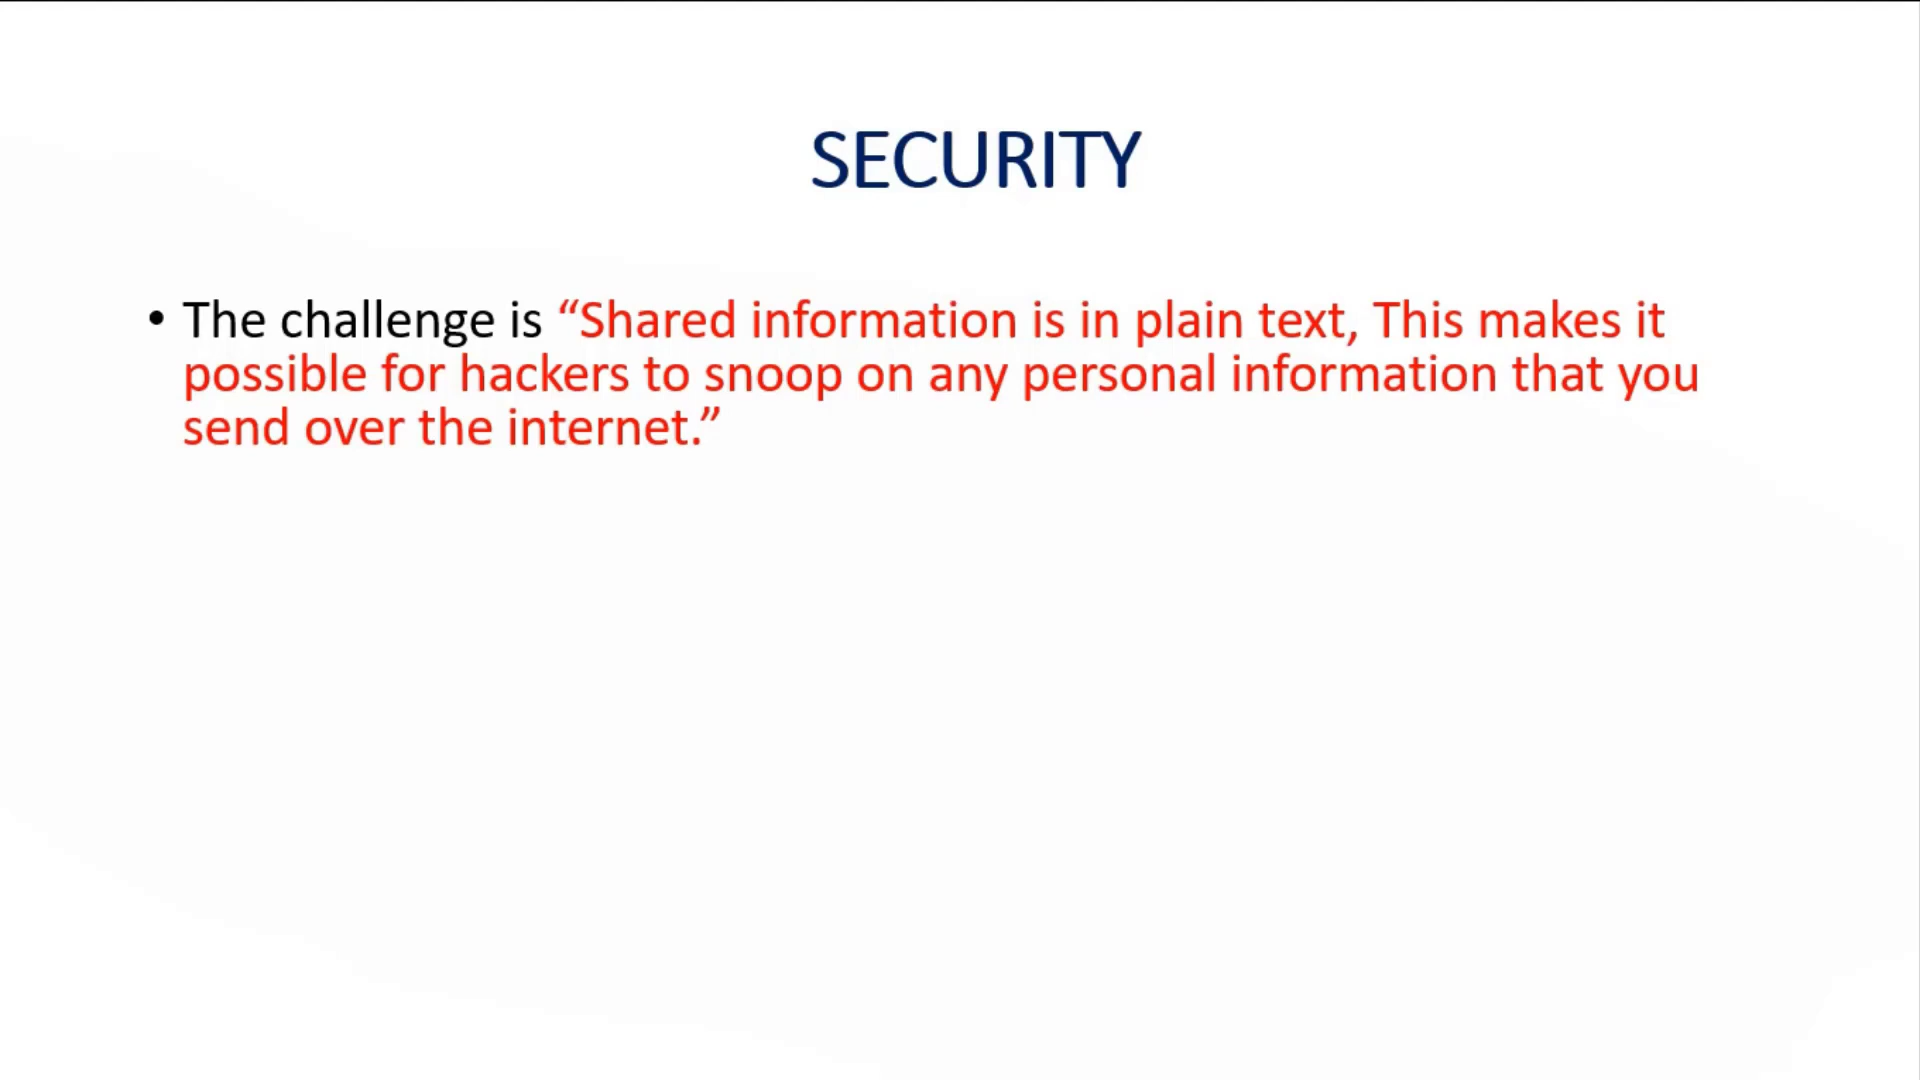 SECURITY
• The challenge is “Shared information is in plain text, This makes it
possible for hackers to snoop on any personal information that you
send over the internet.”